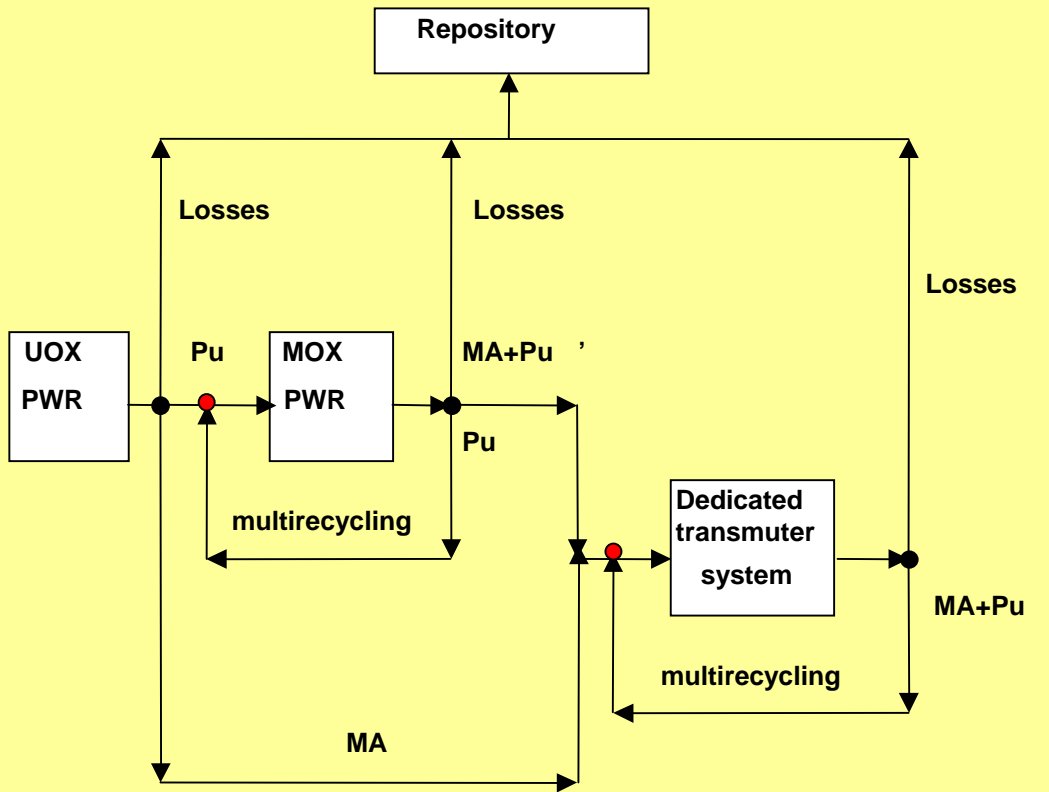 Repository
Losses
Losses
Losses
UOX
PWR
Pu
MOX
PWR
MA+Pu ’
Pu
multirecycling
Dedicated
transmuter
system
MA+Pu
multirecycling
MA